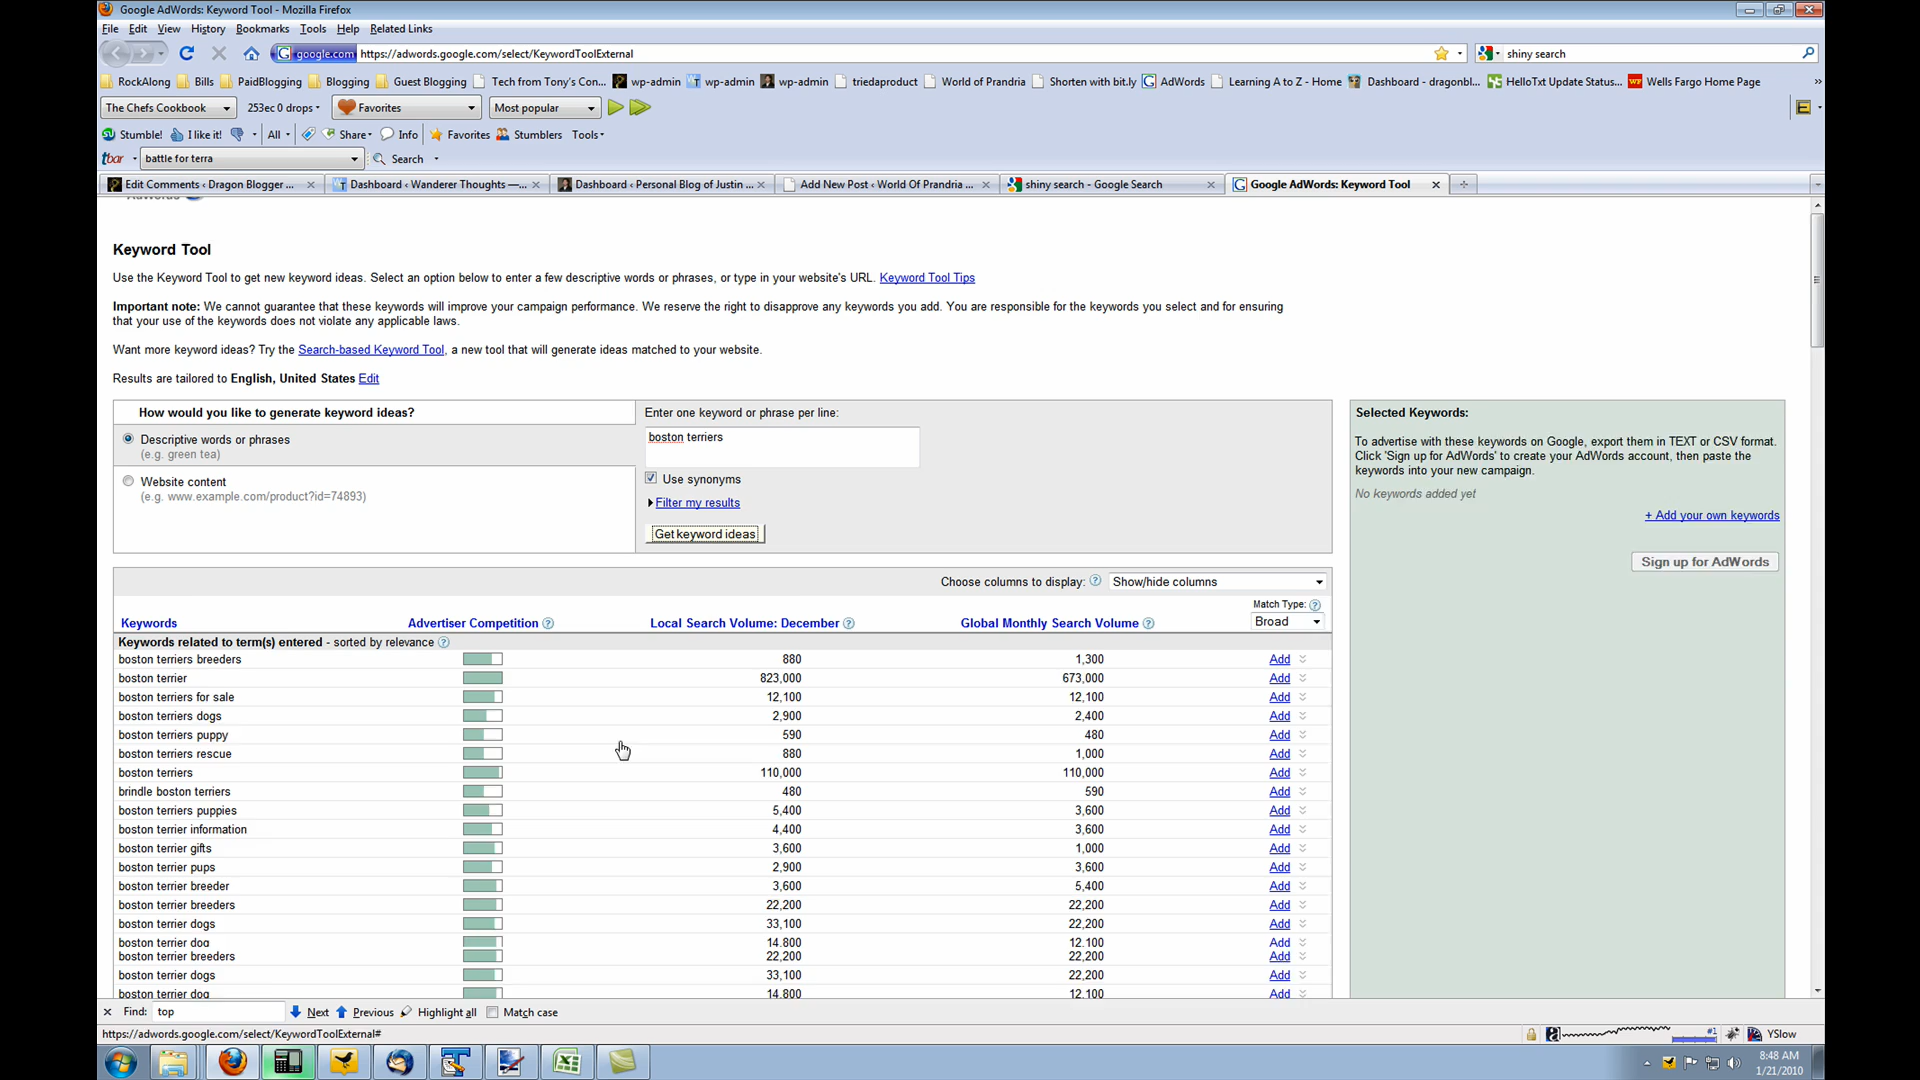 Google AdWords: Keyword Tool - Mozilla Firefox
File Edit View History Bookmarks Tools Help Related Links
google.com https://adwords.google.com/select/KeywordToolExternal shiny search
RockAlong Bills PaidBlogging Blogging Guest Blogging Tech from Tony's Con... wp-admin wp-admin wp-admin triedaproduct World of Prandria Shorten with bit.ly AdWords Learning A to Z - Home Dashboard - dragonbl... HelloTxt Update Status... Wells Fargo Home Page
The Chefs Cookbook 253ec 0 drops Favorites Most popular
Stumble! I like it! All Share Info Favorites Stumblers Tools
tbar battle for terra Search
Edit Comments ‹ Dragon Blogger ... Dashboard ‹ Wanderer Thoughts —... Dashboard ‹ Personal Blog of Justin ... Add New Post ‹ World Of Prandria ... shiny search - Google Search Google AdWords: Keyword Tool
Keyword Tool
Use the Keyword Tool to get new keyword ideas. Select an option below to enter a few descriptive words or phrases, or type in your website's URL. Keyword Tool Tips
Important note: We cannot guarantee that these keywords will improve your campaign performance. We reserve the right to disapprove any keywords you add. You are responsible for the keywords you select and for ensuring
that your use of the keywords does not violate any applicable laws.
Want more keyword ideas? Try the Search-based Keyword Tool, a new tool that will generate ideas matched to your website.
Results are tailored to English, United States Edit
How would you like to generate keyword ideas?
Descriptive words or phrases
(e.g. green tea)
Website content
(e.g. www.example.com/product?id=74893)
Enter one keyword or phrase per line:
boston terriers
Use synonyms
Filter my results
Get keyword ideas
Selected Keywords:
To advertise with these keywords on Google, export them in TEXT or CSV format.
Click 'Sign up for AdWords' to create your AdWords account, then paste the
keywords into your new campaign.
No keywords added yet
+ Add your own keywords
Sign up for AdWords
Choose columns to display: Show/hide columns
Match Type:
Keywords Advertiser Competition Local Search Volume: December Global Monthly Search Volume Broad
Keywords related to term(s) entered - sorted by relevance
boston terriers breeders 880 1,300 Add
boston terrier 823,000 673,000 Add
boston terriers for sale 12,100 12,100 Add
boston terriers dogs 2,900 2,400 Add
boston terriers puppy 590 480 Add
boston terriers rescue 880 1,000 Add
boston terriers 110,000 110,000 Add
brindle boston terriers 480 590 Add
boston terriers puppies 5,400 3,600 Add
boston terrier information 4,400 3,600 Add
boston terrier gifts 3,600 1,000 Add
boston terrier pups 2,900 3,600 Add
boston terrier breeder 3,600 5,400 Add
boston terrier breeders 22,200 22,200 Add
boston terrier dogs 33,100 22,200 Add
boston terrier dog 14,800 12,100 Add
boston terrier breeders 22,200 22,200 Add
boston terrier dogs 33,100 22,200 Add
boston terrier dog 14,800 12,100 Add
Find: top Next Previous Highlight all Match case
https://adwords.google.com/select/KeywordToolExternal# #1 YSlow
8:48 AM
1/21/2010